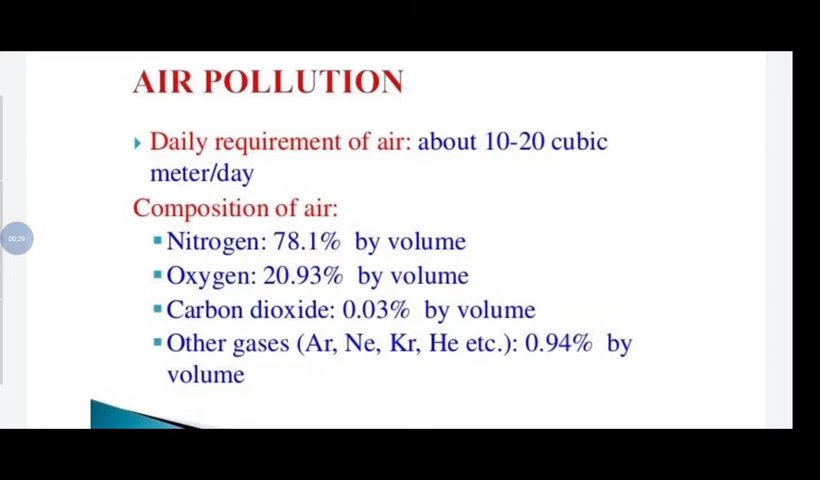 AIR POLLUTION
Daily requirement of air: about 10-20 cubic
meter/day
Composition of air:
Nitrogen: 78.1% by volume
Oxygen: 20.93% by volume
Carbon dioxide: 0.03% by volume
Other gases (Ar, Ne, Kr, He etc.): 0.94% by
volume
00:29